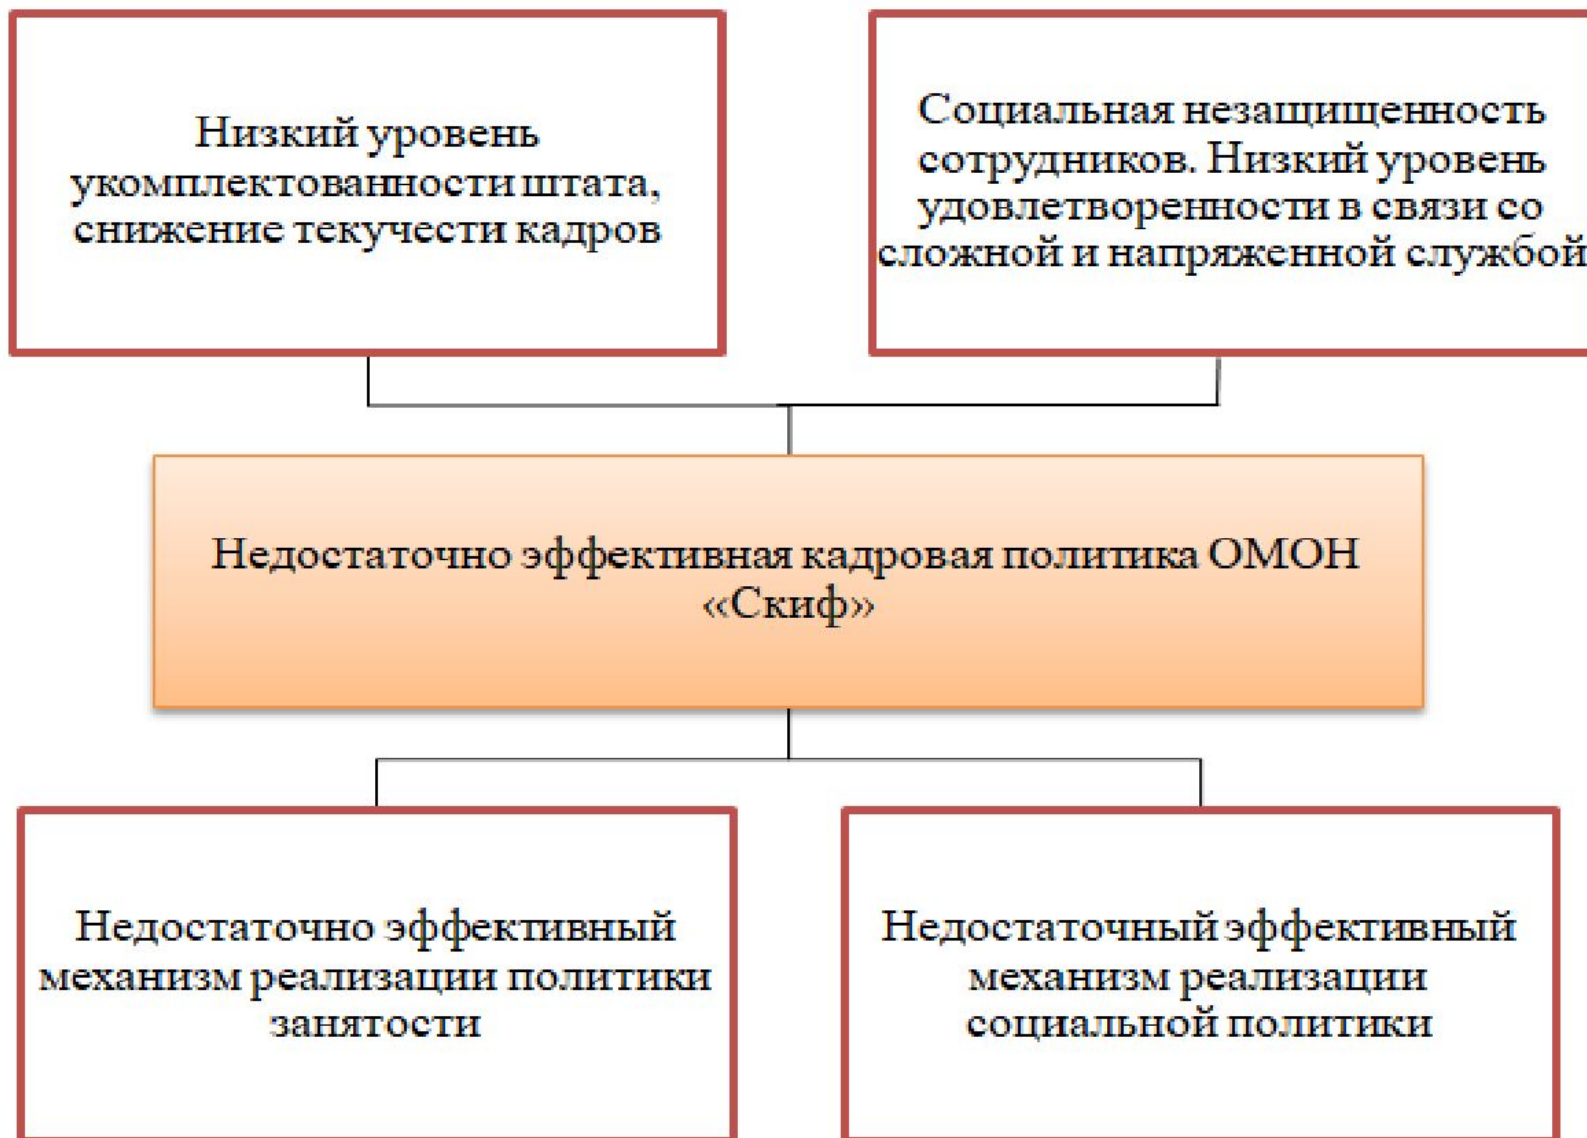 Низкий уровень
укомплектованности штата,
снижение текучести кадров
Социальная незащищенность
сотрудников. Низкий уровень
удовлетворенности в связи со
сложной и напряженной службой
Недостаточно эффективная кадровая политика ОМОН
«Скиф»
Недостаточно эффективный
механизм реализации политики
занятости
Недостаточный эффективный
механизм реализации
социальной политики